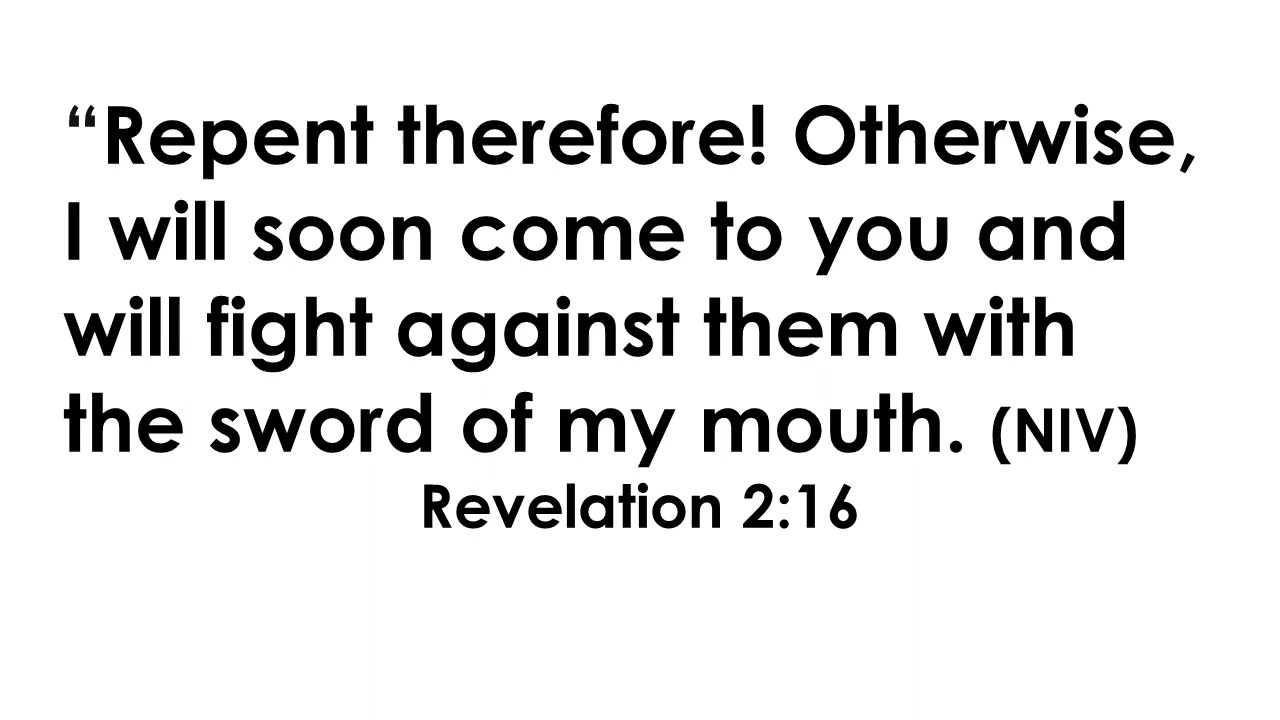 “Repent therefore! Otherwise,
I will soon come to you and
will fight against them with
the sword of my mouth. (NIV)
Revelation 2:16